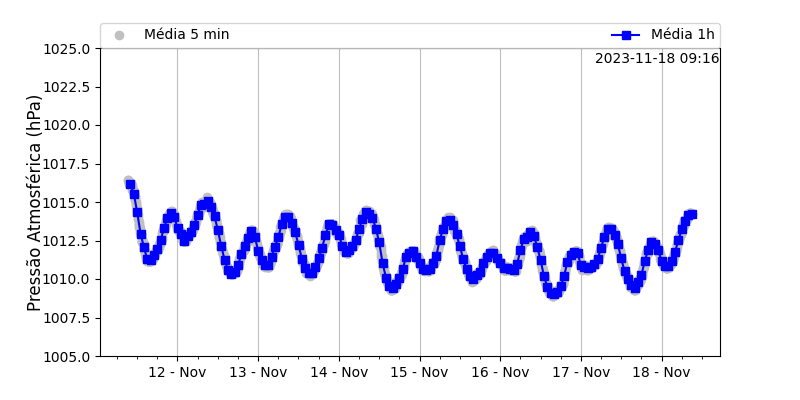 Média 5 min
Média 1h
2023-11-18 09:16
Pressão Atmosférica (hPa)
1025.0
1022.5
1020.0
1017.5
1015.0
1012.5
1010.0
1007.5
1005.0
12 - Nov
13 - Nov
14 - Nov
15 - Nov
16 - Nov
17 - Nov
18 - Nov